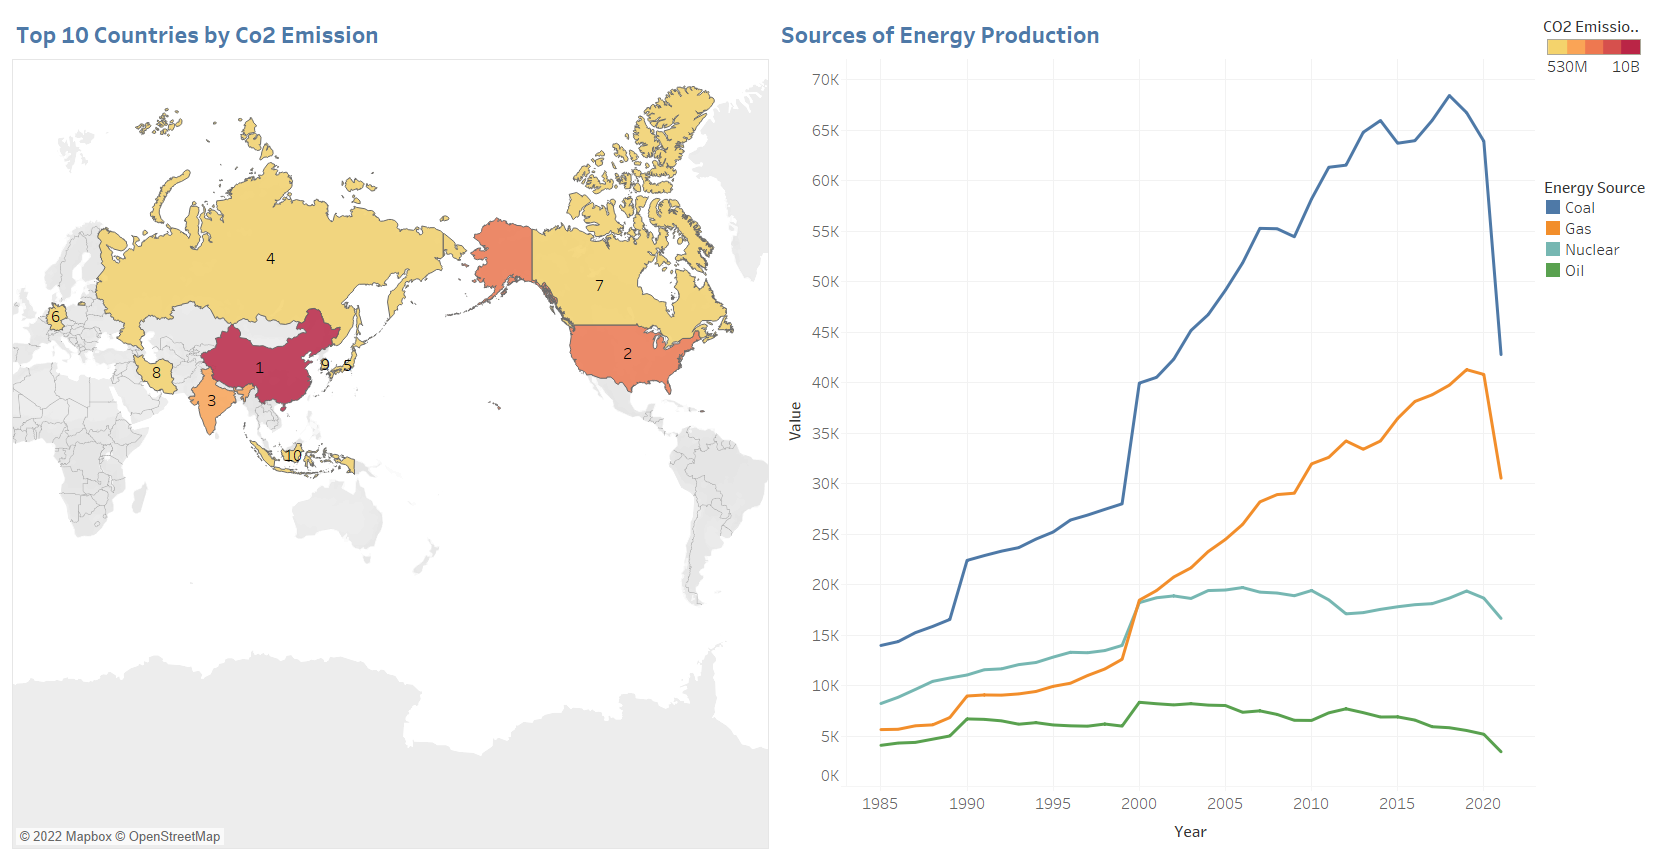 Top 10 Countries by Co2 Emission
4
7
6
1
9
5
2
8
3
10
© 2022 Mapbox © OpenStreetMap
Sources of Energy Production
70K
65K
60K
55K
50K
45K
40K
35K
30K
25K
20K
15K
10K
5K
0K
Value
1985
1990
1995
2000
2005
2010
2015
2020
Year
CO2 Emissio..
530M 10B
Energy Source
Coal
Gas
Nuclear
Oil